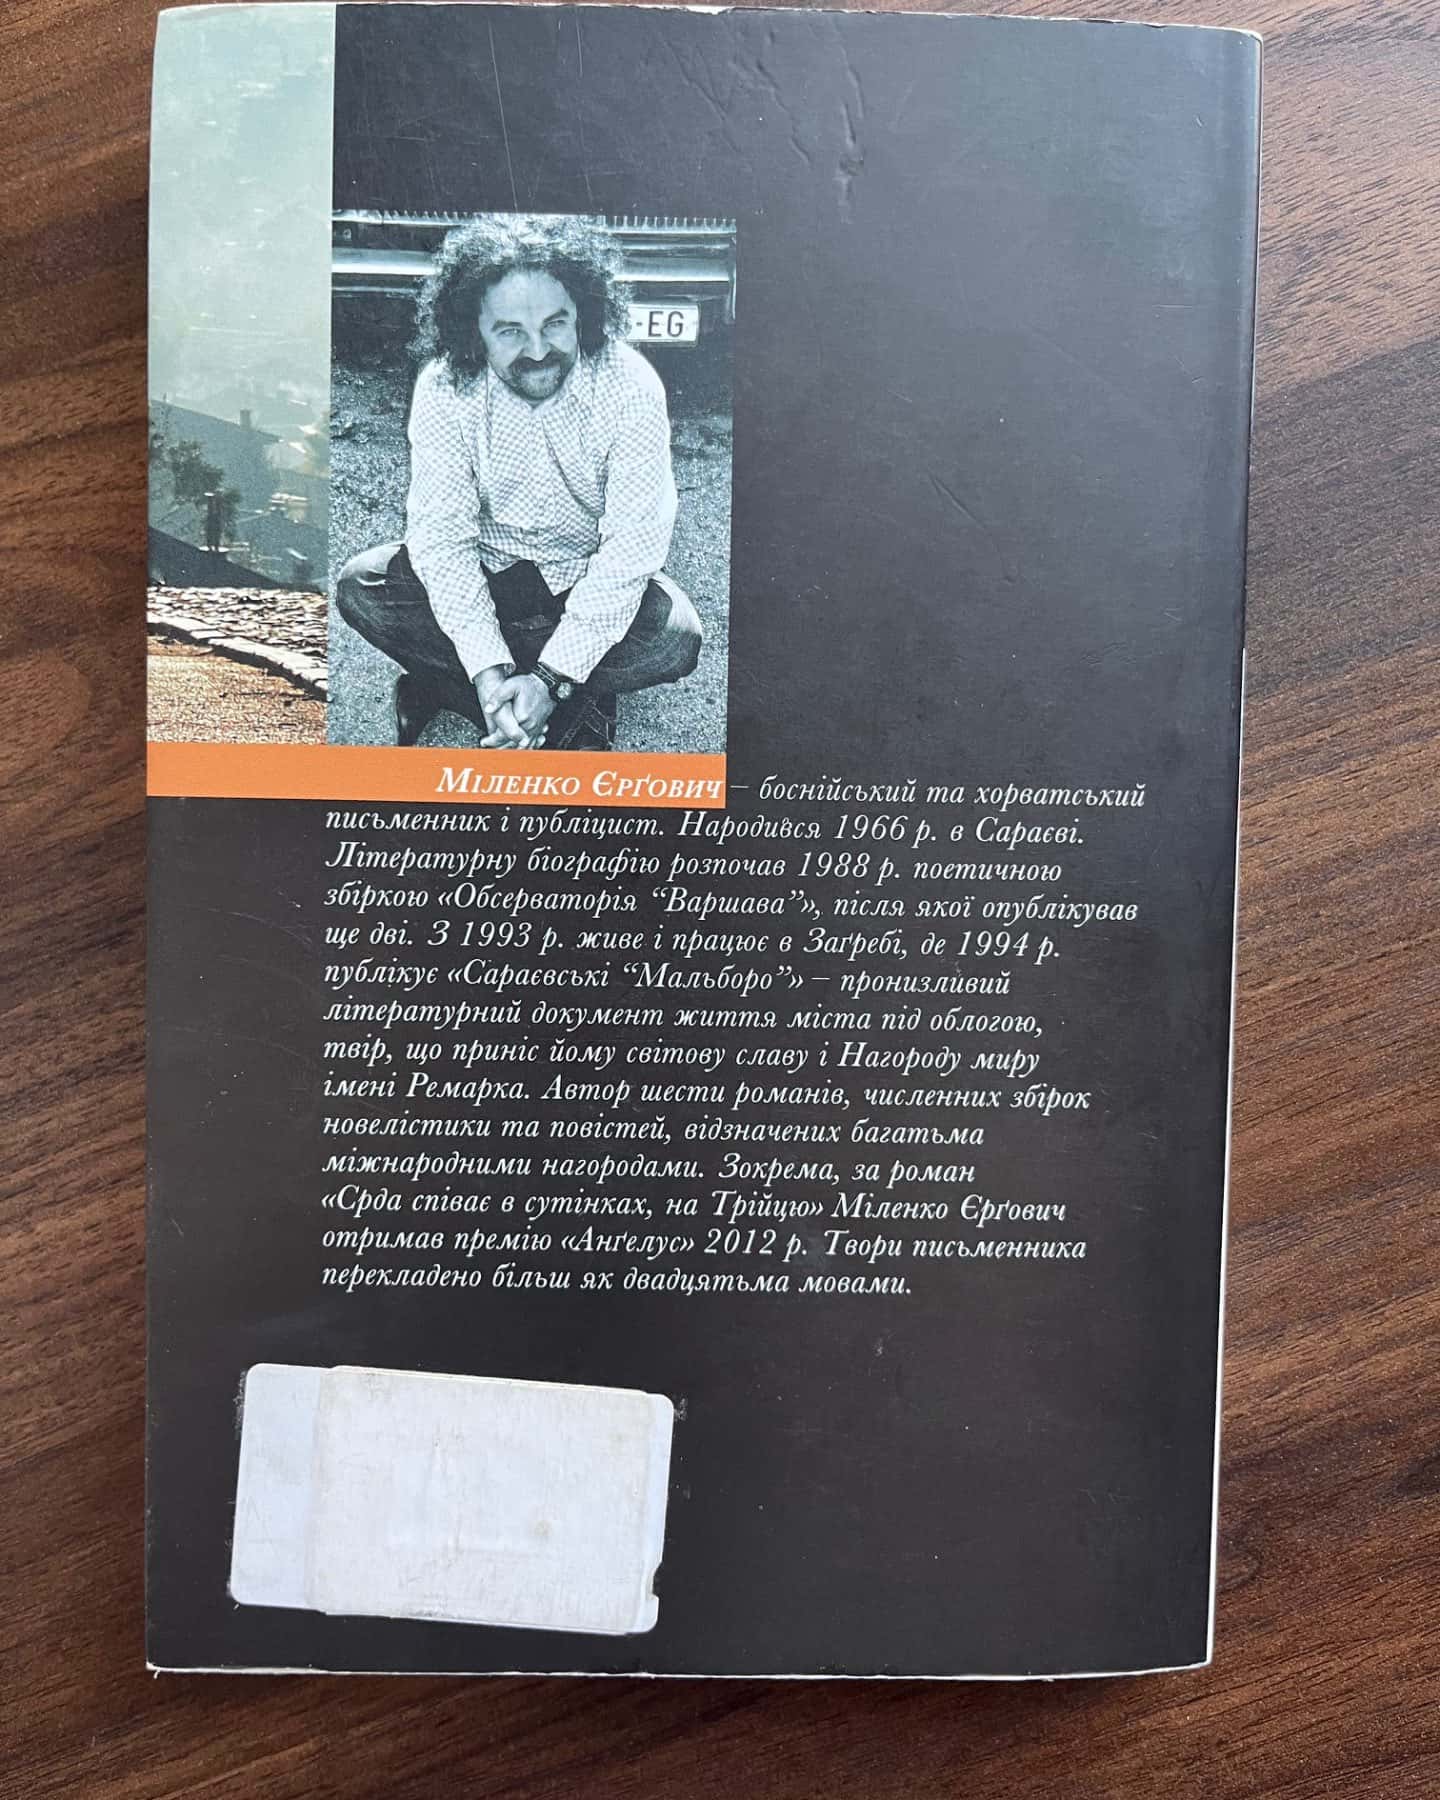 -EG
Міленко Єрґович – боснійський та хорватський
письменник і публіцист. Народився 1966 р. в Сараєві.
Літературну біографію розпочав 1988 р. поетичною
збіркою «Обсерваторія “Варшава”», після якої опублікував
ще дві. З 1993 р. живе і працює в Заґребі, де 1994 р.
публікує «Сараєвські “Мальборо”» – пронизливий
літературний документ життя міста під облогою,
твір, що приніс йому світову славу і Нагороду миру
імені Ремарка. Автор шести романів, численних збірок
новелістики та повістей, відзначених багатьма
міжнародними нагородами. Зокрема, за роман
«Срда співає в сутінках, на Трійцю» Міленко Єрґович
отримав премію «Анґелус» 2012 р. Твори письменника
перекладено більш як двадцятьма мовами.